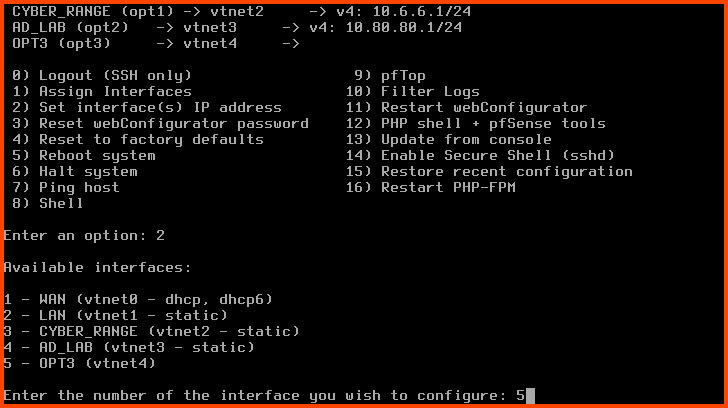 CYBER_RANGE (opt1) -> vtnet2     -> v4: 10.6.6.1/24
AD_LAB (opt2)   -> vtnet3     -> v4: 10.80.80.1/24
OPT3 (opt3)     -> vtnet4     ->
0) Logout (SSH only)                  9) pfTop
1) Assign Interfaces                 10) Filter Logs
2) Set interface(s) IP address       11) Restart webConfigurator
3) Reset webConfigurator password    12) PHP shell + pfSense tools
4) Reset to factory defaults         13) Update from console
5) Reboot system                     14) Enable Secure Shell (sshd)
6) Halt system                       15) Restore recent configuration
7) Ping host                         16) Restart PHP-FPM
8) Shell
Enter an option: 2
Available interfaces:
1 - WAN (vtnet0 - dhcp, dhcp6)
2 - LAN (vtnet1 - static)
3 - CYBER_RANGE (vtnet2 - static)
4 - AD_LAB (vtnet3 - static)
5 - OPT3 (vtnet4)
Enter the number of the interface you wish to configure: 5